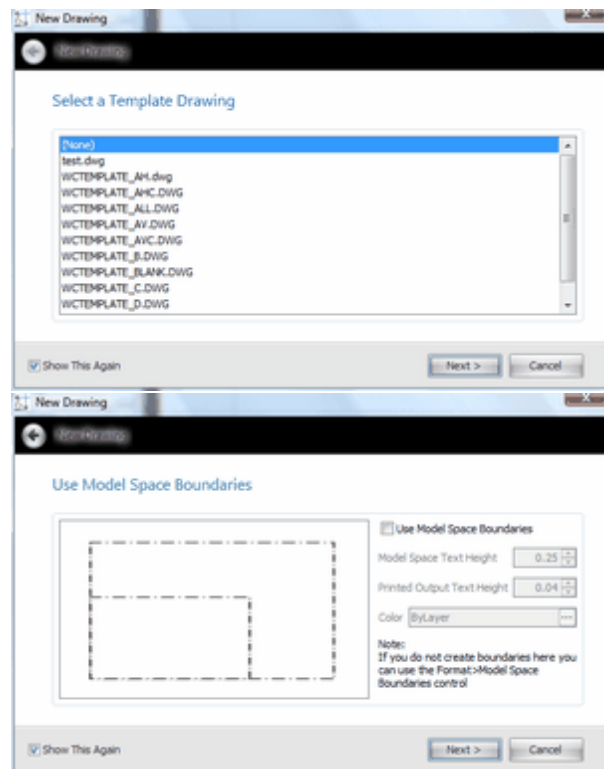 New Drawing
New Drawing
Select a Template Drawing
(None)
test.dwg
WCTEMPLATE_AH.dwg
WCTEMPLATE_AHC.DWG
WCTEMPLATE_ALL.DWG
WCTEMPLATE_AV.DWG
WCTEMPLATE_AVC.DWG
WCTEMPLATE_B.DWG
WCTEMPLATE_BLANK.DWG
WCTEMPLATE_C.DWG
WCTEMPLATE_D.DWG
Show This Again
Next >
Cancel
New Drawing
New Drawing
Use Model Space Boundaries
Use Model Space Boundaries
Model Space Text Height 0.25
Printed Output Text Height 0.04
Color ByLayer ...
Note:
If you do not create boundaries here you
can use the Format>Model Space
Boundaries control
Show This Again
Next >
Cancel